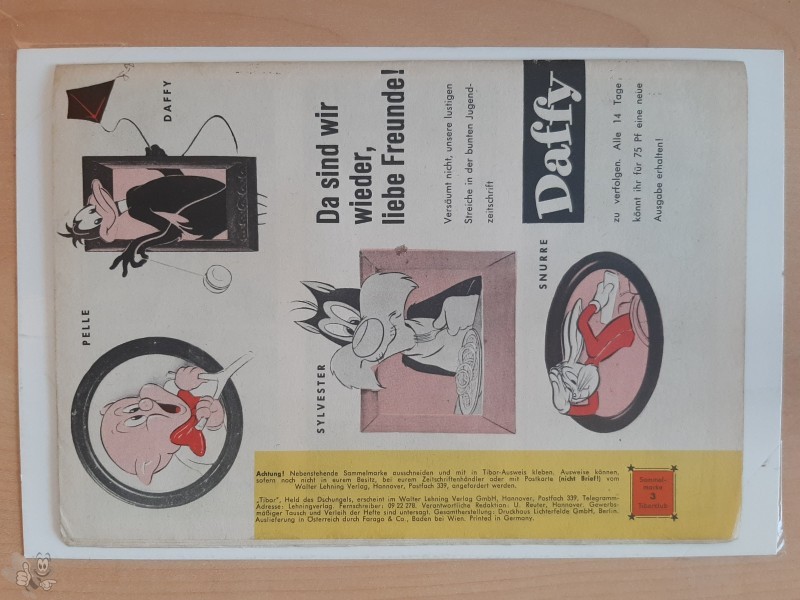 DAFFY
PELLE
SYLVESTER
SNURRE
Da sind wir
wieder,
liebe Freunde!
Versäumt nicht, unsere lustigen
Streiche in der bunten Jugend-
zeitschrift
Daffy
zu verfolgen. Alle 14 Tage
könnt ihr für 75 Pf eine neue
Ausgabe erhalten!
Achtung! Nebenstehende Sammelmarke ausschneiden und mit in Tibor-Ausweis kleben. Ausweise können,
sofern noch nicht in eurem Besitz, bei eurem Zeitschriftenhändler oder mit Postkarte (nicht Brief!) vom
Walter Lehning Verlag, Hannover, Postfach 339, angefordert werden.
„Tibor", Held des Dschungels, erscheint im Walter Lehning Verlag GmbH, Hannover, Postfach 339, Telegramm-
Adresse: Lehningverlag. Fernschreiber: 09 22 270. Verantwortliche Redaktion: U. Reuter, Hannover. Gewerbs-
mäßiger Tausch und Verleih der Hefte sind untersagt. Gesamtherstellung: Druckhaus Lichterfelde GmbH, Berlin.
Auslieferung in Österreich durch Farago & Co., Baden bei Wien. Printed in Germany.
Sammel-
marke
3
Tiborklub